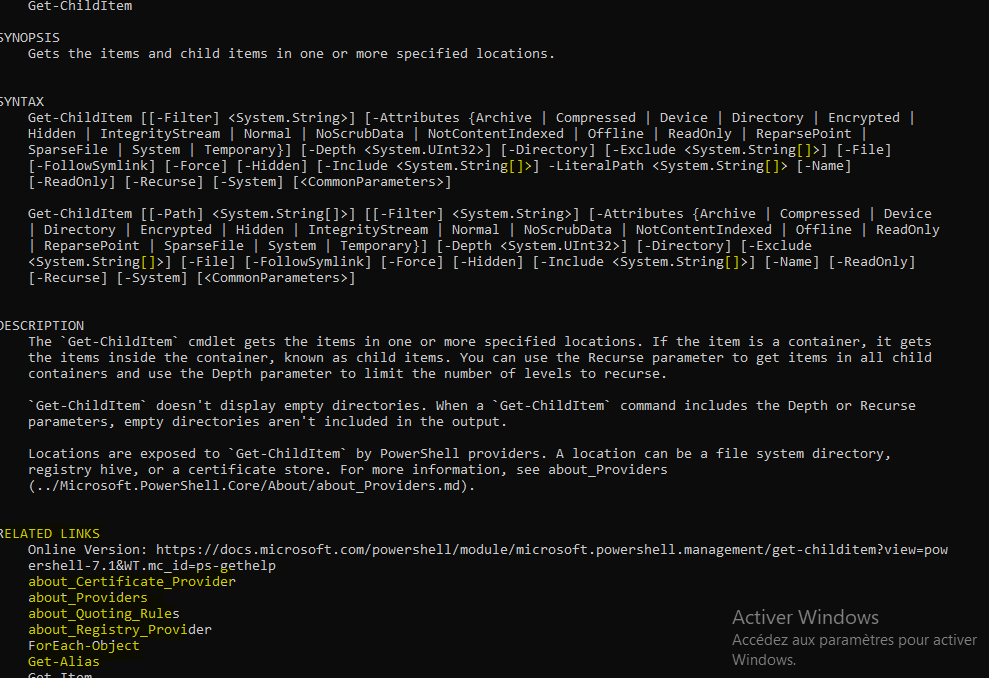 Get-ChildItem
SYNOPSIS
Gets the items and child items in one or more specified locations.
SYNTAX
Get-ChildItem [[-Filter] <System.String>] [-Attributes {Archive | Compressed | Device | Directory | Encrypted |
Hidden | IntegrityStream | Normal | NoScrubData | NotContentIndexed | Offline | ReadOnly | ReparsePoint |
SparseFile | System | Temporary}] [-Depth <System.UInt32>] [-Directory] [-Exclude <System.String[]>] [-File]
[-FollowSymlink] [-Force] [-Hidden] [-Include <System.String[]>] -LiteralPath <System.String[]> [-Name]
[-ReadOnly] [-Recurse] [-System] [<CommonParameters>]
Get-ChildItem [[-Path] <System.String[]>] [[-Filter] <System.String>] [-Attributes {Archive | Compressed | Device
| Directory | Encrypted | Hidden | IntegrityStream | Normal | NoScrubData | NotContentIndexed | Offline | ReadOnly
| ReparsePoint | SparseFile | System | Temporary}] [-Depth <System.UInt32>] [-Directory] [-Exclude
<System.String[]>] [-File] [-FollowSymlink] [-Force] [-Hidden] [-Include <System.String[]>] [-Name] [-ReadOnly]
[-Recurse] [-System] [<CommonParameters>]
DESCRIPTION
The `Get-ChildItem` cmdlet gets the items in one or more specified locations. If the item is a container, it gets
the items inside the container, known as child items. You can use the Recurse parameter to get items in all child
containers and use the Depth parameter to limit the number of levels to recurse.
`Get-ChildItem` doesn't display empty directories. When a `Get-ChildItem` command includes the Depth or Recurse
parameters, empty directories aren't included in the output.
Locations are exposed to `Get-ChildItem` by PowerShell providers. A location can be a file system directory,
registry hive, or a certificate store. For more information, see about_Providers
(../Microsoft.PowerShell.Core/About/about_Providers.md).
RELATED LINKS
Online Version: https://docs.microsoft.com/powershell/module/microsoft.powershell.management/get-childitem?view=pow
ershell-7.1&WT.mc_id=ps-gethelp
about_Certificate_Provider
about_Providers
about_Quoting_Rules
about_Registry_Provider
ForEach-Object
Get-Alias
Get-Item
Activer Windows
Accédez aux paramètres pour activer
Windows.